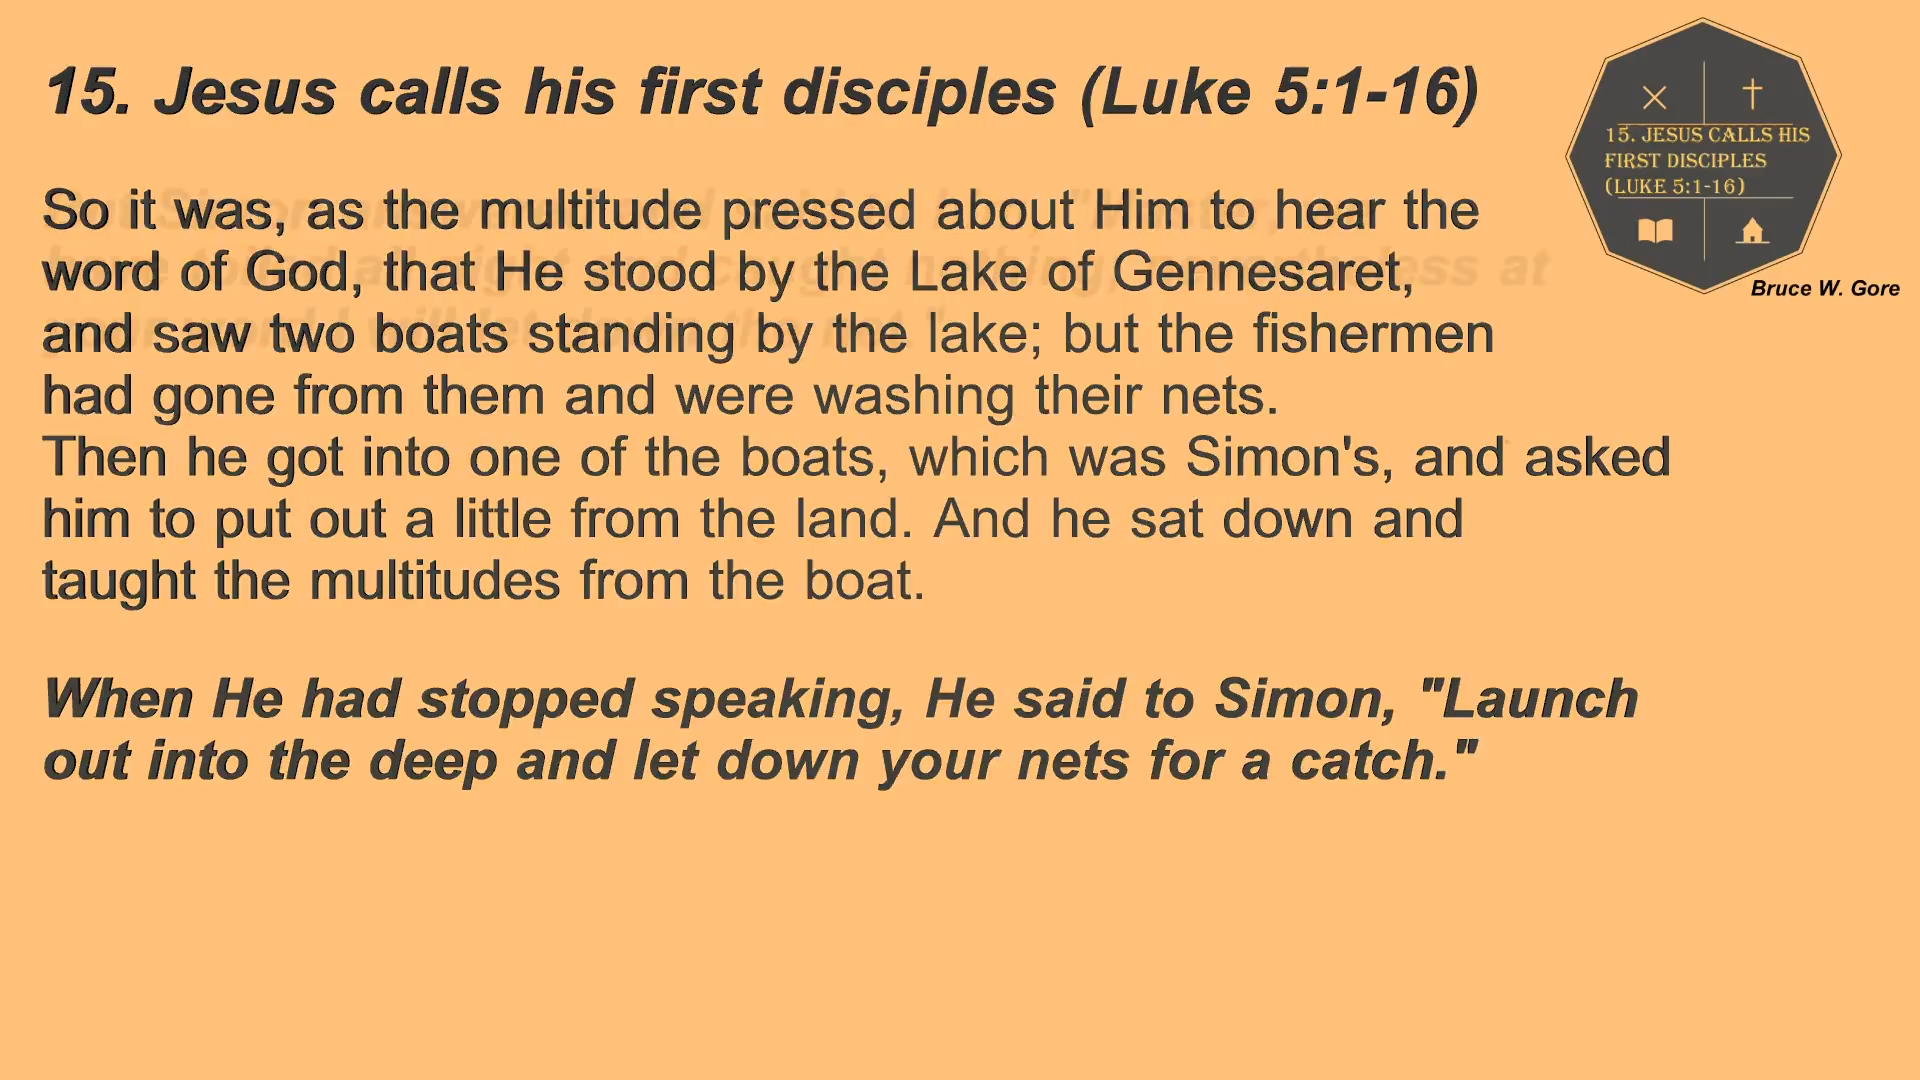 15. Jesus calls his first disciples (Luke 5:1-16)
15. JESUS CALLS HIS
FIRST DISCIPLES
(LUKE 5:1-16)
Bruce W. Gore
So it was, as the multitude pressed about Him to hear the
word of God, that He stood by the Lake of Gennesaret,
and saw two boats standing by the lake; but the fishermen
had gone from them and were washing their nets.
Then he got into one of the boats, which was Simon's, and asked
him to put out a little from the land. And he sat down and
taught the multitudes from the boat.
When He had stopped speaking, He said to Simon, "Launch
out into the deep and let down your nets for a catch."